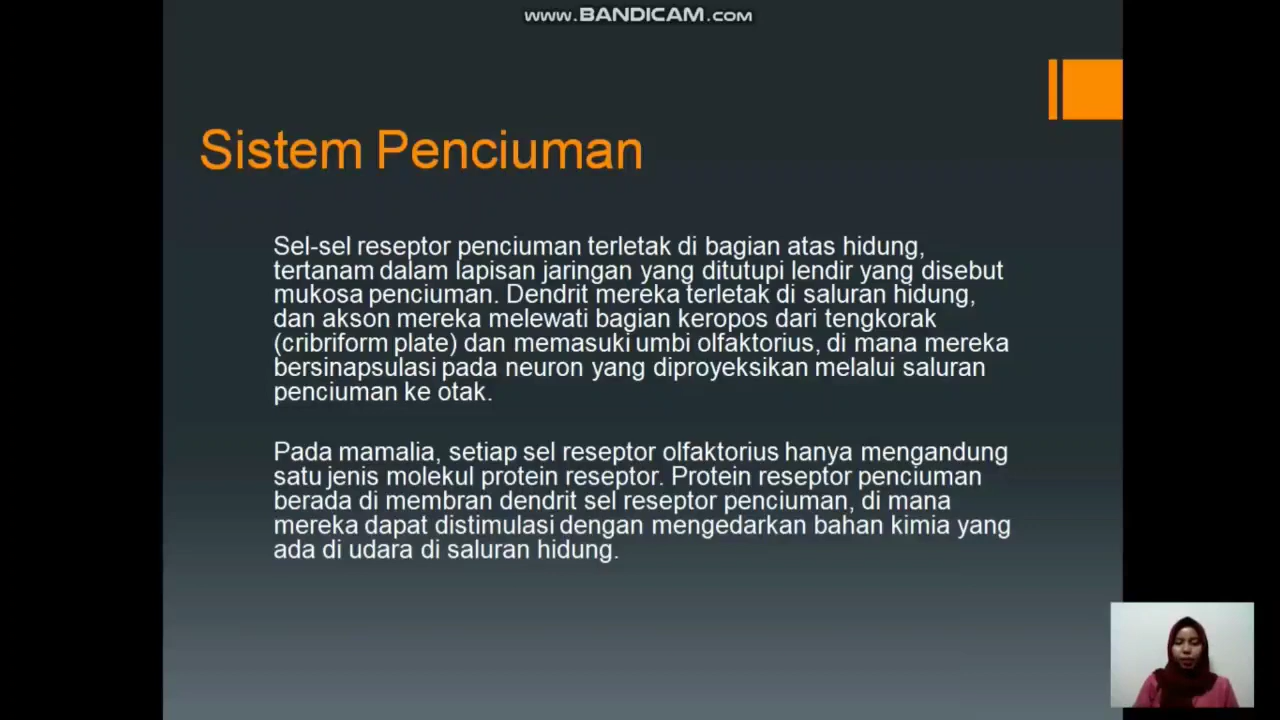 www.BANDICAM.com
Sistem Penciuman
Sel-sel reseptor penciuman terletak di bagian atas hidung,
tertanam dalam lapisan jaringan yang ditutupi lendir yang disebut
mukosa penciuman. Dendrit mereka terletak di saluran hidung,
dan akson mereka melewati bagian keropos dari tengkorak
(cribriform plate) dan memasuki umbi olfaktorius, di mana mereka
bersinapsulasi pada neuron yang diproyeksikan melalui saluran
penciuman ke otak.
Pada mamalia, setiap sel reseptor olfaktorius hanya mengandung
satu jenis molekul protein reseptor. Protein reseptor penciuman
berada di membran dendrit sel reseptor penciuman, di mana
mereka dapat distimulasi dengan mengedarkan bahan kimia yang
ada di udara di saluran hidung.